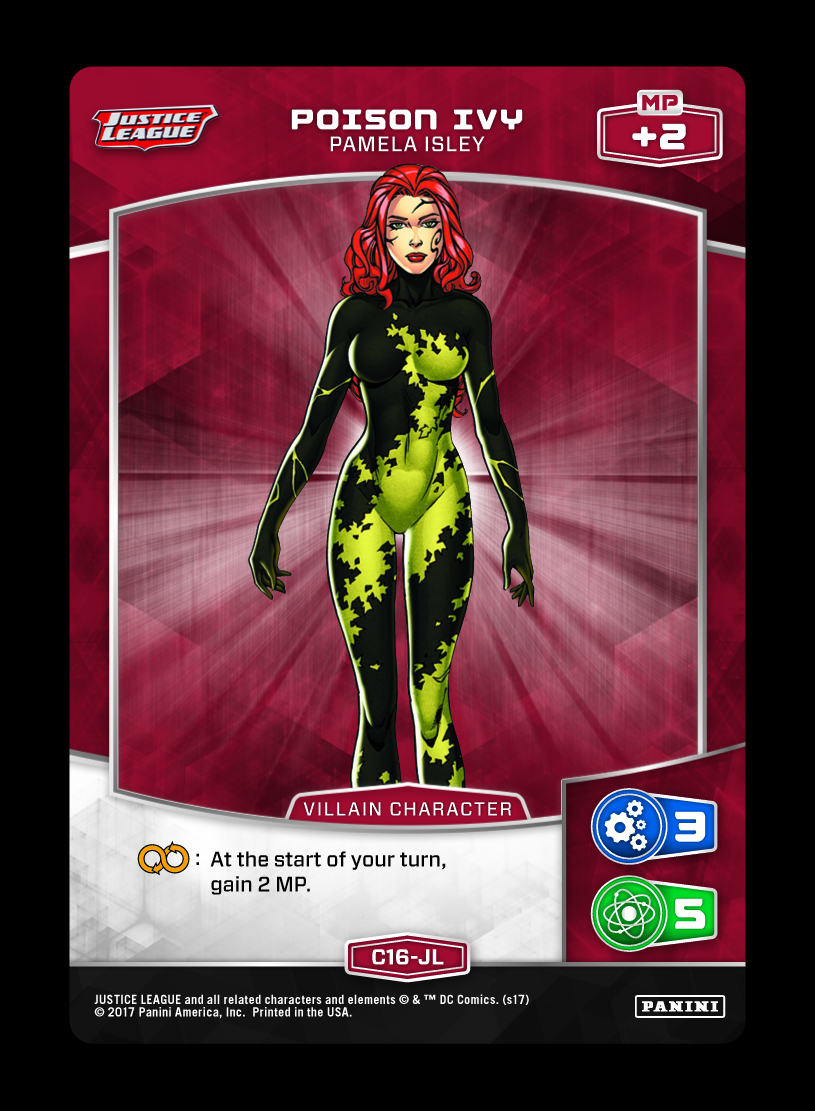 JUSTICE
LEAGUE
POISON IVY
PAMELA ISLEY
MP
+2
VILLAIN CHARACTER
: At the start of your turn,
gain 2 MP.
3
5
C16-JL
JUSTICE LEAGUE and all related characters and elements © & ™ DC Comics. (s17)
© 2017 Panini America, Inc. Printed in the USA.
PANINI